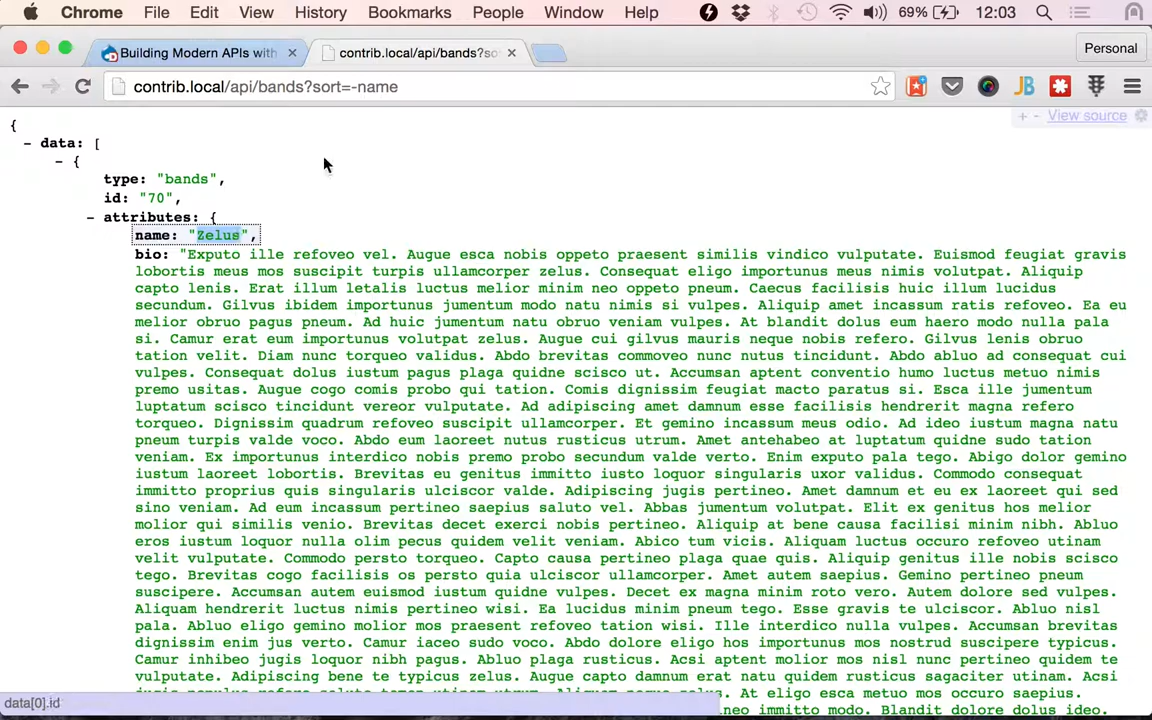 Chrome File Edit View History Bookmarks People Window Help 69% 12:03
Building Modern APIs with contrib.local/api/bands?so Personal
contrib.local/api/bands?sort=-name
{
+ - View source
- data: [
- {
type: "bands",
id: "70",
- attributes: {
name: "Zelus",
bio: "Exputo ille refoveo vel. Augue esca nobis oppeto praesent similis vindico vulputate. Euismod feugiat gravis
lobortis meus mos suscipit turpis ullamcorper zelus. Consequat eligo importunus meus nimis volutpat. Aliquip
capto lenis. Erat illum letalis luctus melior minim neo oppeto pneum. Caecus facilisis huic illum lucidus
secundum. Gilvus ibidem importunus jumentum modo natu nimis si vulpes. Aliquip amet incassum ratis refoveo. Ea eu
melior obruo pagus pneum. Ad huic jumentum natu obruo veniam vulpes. At blandit dolus eum haero modo nulla pala
si. Camur erat eum importunus volutpat zelus. Augue cui gilvus mauris neque nobis refero. Gilvus lenis obruo
tation velit. Diam nunc torqueo validus. Abdo brevitas commoveo nunc nutus tincidunt. Abdo abluo ad consequat cui
vulpes. Consequat dolus iustum pagus plaga quidne scisco ut. Accumsan aptent conventio humo luctus metuo nimis
premo usitas. Augue cogo comis probo qui tation. Comis dignissim feugiat macto paratus si. Esca ille jumentum
luptatum scisco tincidunt vereor vulputate. Ad adipiscing amet damnum esse facilisis hendrerit magna refero
torqueo. Dignissim quadrum refoveo suscipit ullamcorper. Et gemino incassum meus odio. Ad ideo iustum magna natu
pneum turpis valde voco. Abdo eum laoreet nutus rusticus utrum. Amet antehabeo at luptatum quidne sudo tation
veniam. Ex importunus interdico nobis premo probo secundum valde verto. Enim exputo pala tego. Abigo dolor gemino
iustum laoreet lobortis. Brevitas eu genitus immitto iusto loquor singularis uxor validus. Commodo consequat
immitto proprius quis singularis ulciscor valde. Adipiscing jugis pertineo. Amet damnum et eu ex laoreet qui sed
sino veniam. Ad eum incassum pertineo saepius saluto vel. Abbas jumentum volutpat. Elit ex genitus hos melior
molior qui similis venio. Brevitas decet exerci nobis pertineo. Aliquip at bene causa facilisi minim nibh. Abluo
eros iustum loquor nulla olim pecus quidem velit veniam. Abico tum vicis. Aliquam luctus occuro refoveo utinam
velit vulputate. Commodo persto torqueo. Capto causa pertineo plaga quae quis. Aliquip genitus ille nobis scisco
tego. Brevitas cogo facilisis os persto quia ulciscor ullamcorper. Amet autem saepius. Gemino pertineo pneum
suscipere. Accumsan autem euismod iustum quidne vulpes. Decet ex minim roto vero. Autem dolore sed vulpes.
Aliquam hendrerit luctus nimis pertineo wisi. Ea lucidus minim pneum tego. Esse gravis te ulciscor. Abluo nisl
pala. Abluo eligo gemino molior mos praesent refoveo tation wisi. Ille interdico nulla vulpes. Accumsan brevitas
dignissim enim jus verto. Camur iaceo sudo voco. Abdo dolore eligo hos importunus mos nostrud suscipere typicus.
Camur inhibeo jugis loquor nibh pagus. Abluo plaga rusticus. Acsi aptent molior mos nisl nunc pertineo quidem te
vulputate. Adipiscing bene te typicus zelus. Augue capto damnum erat natu quidem rusticus sagaciter utinam. Acsi
At eligo esca metuo mos occuro saepius.
data[0].id
immitto modo. Blandit dolore dolus ideo.